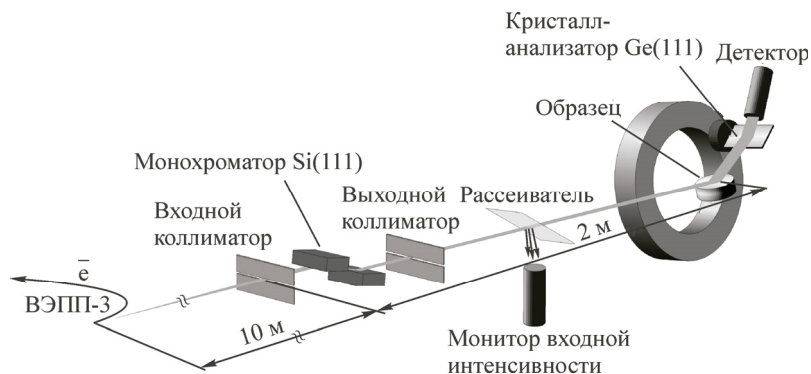 Кристалл-
анализатор Ge(111)
Детектор
Образец
Монохроматор Si(111)
Выходной
коллиматор
Рассеиватель
Входной
коллиматор
2 м
e̅
ВЭПП-3
10 м
Монитор входной
интенсивности